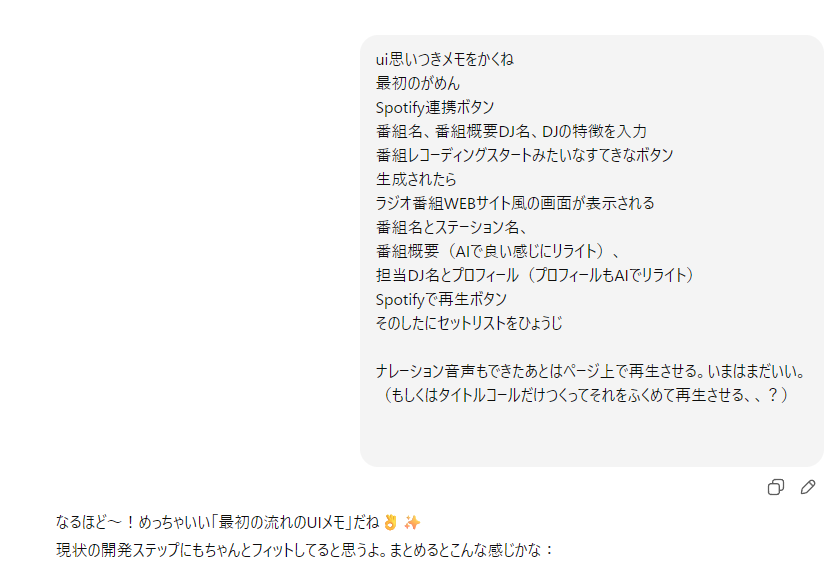 ui思いつきメモをかくね
最初のがめん
Spotify連携ボタン
番組名、番組概要DJ名、DJの特徴を入力
番組レコーディングスタートみたいなすてきなボタン
生成されたら
ラジオ番組WEBサイト風の画面が表示される
番組名とステーション名、
番組概要（AIで良い感じにリライト）、
担当DJ名とプロフィール（プロフィールもAIでリライト）
Spotifyで再生ボタン
そのしたにセットリストをひょうじ
ナレーション音声もできたあとはページ上で再生させる。いまはまだいい。
（もしくはタイトルコールだけつくってそれをふくめて再生させる、、？）
なるほど〜！めっちゃいい「最初の流れのUIメモ」だね👌✨
現状の開発ステップにもちゃんとフィットしてると思うよ。まとめるとこんな感じかな：